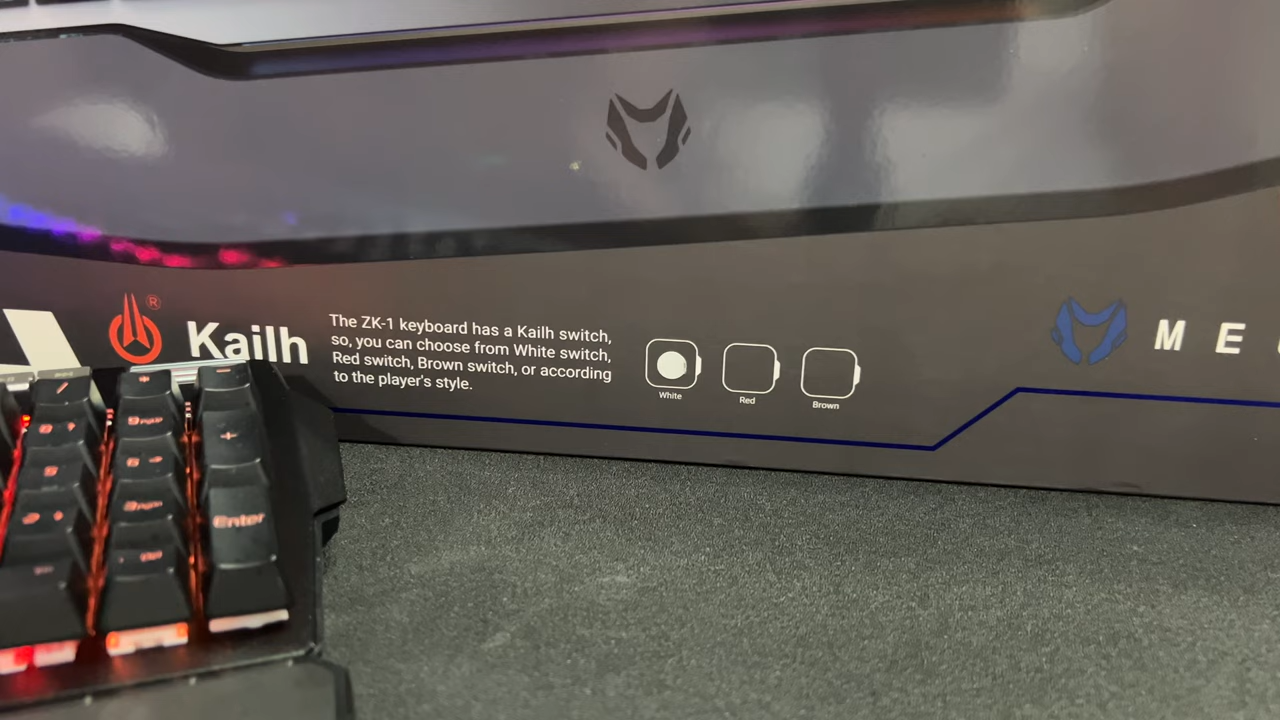 ®
Kailh
The ZK-1 keyboard has a Kailh switch,
so, you can choose from White switch,
Red switch, Brown switch, or according
to the player's style.
White
Red
Brown
M E
Enter